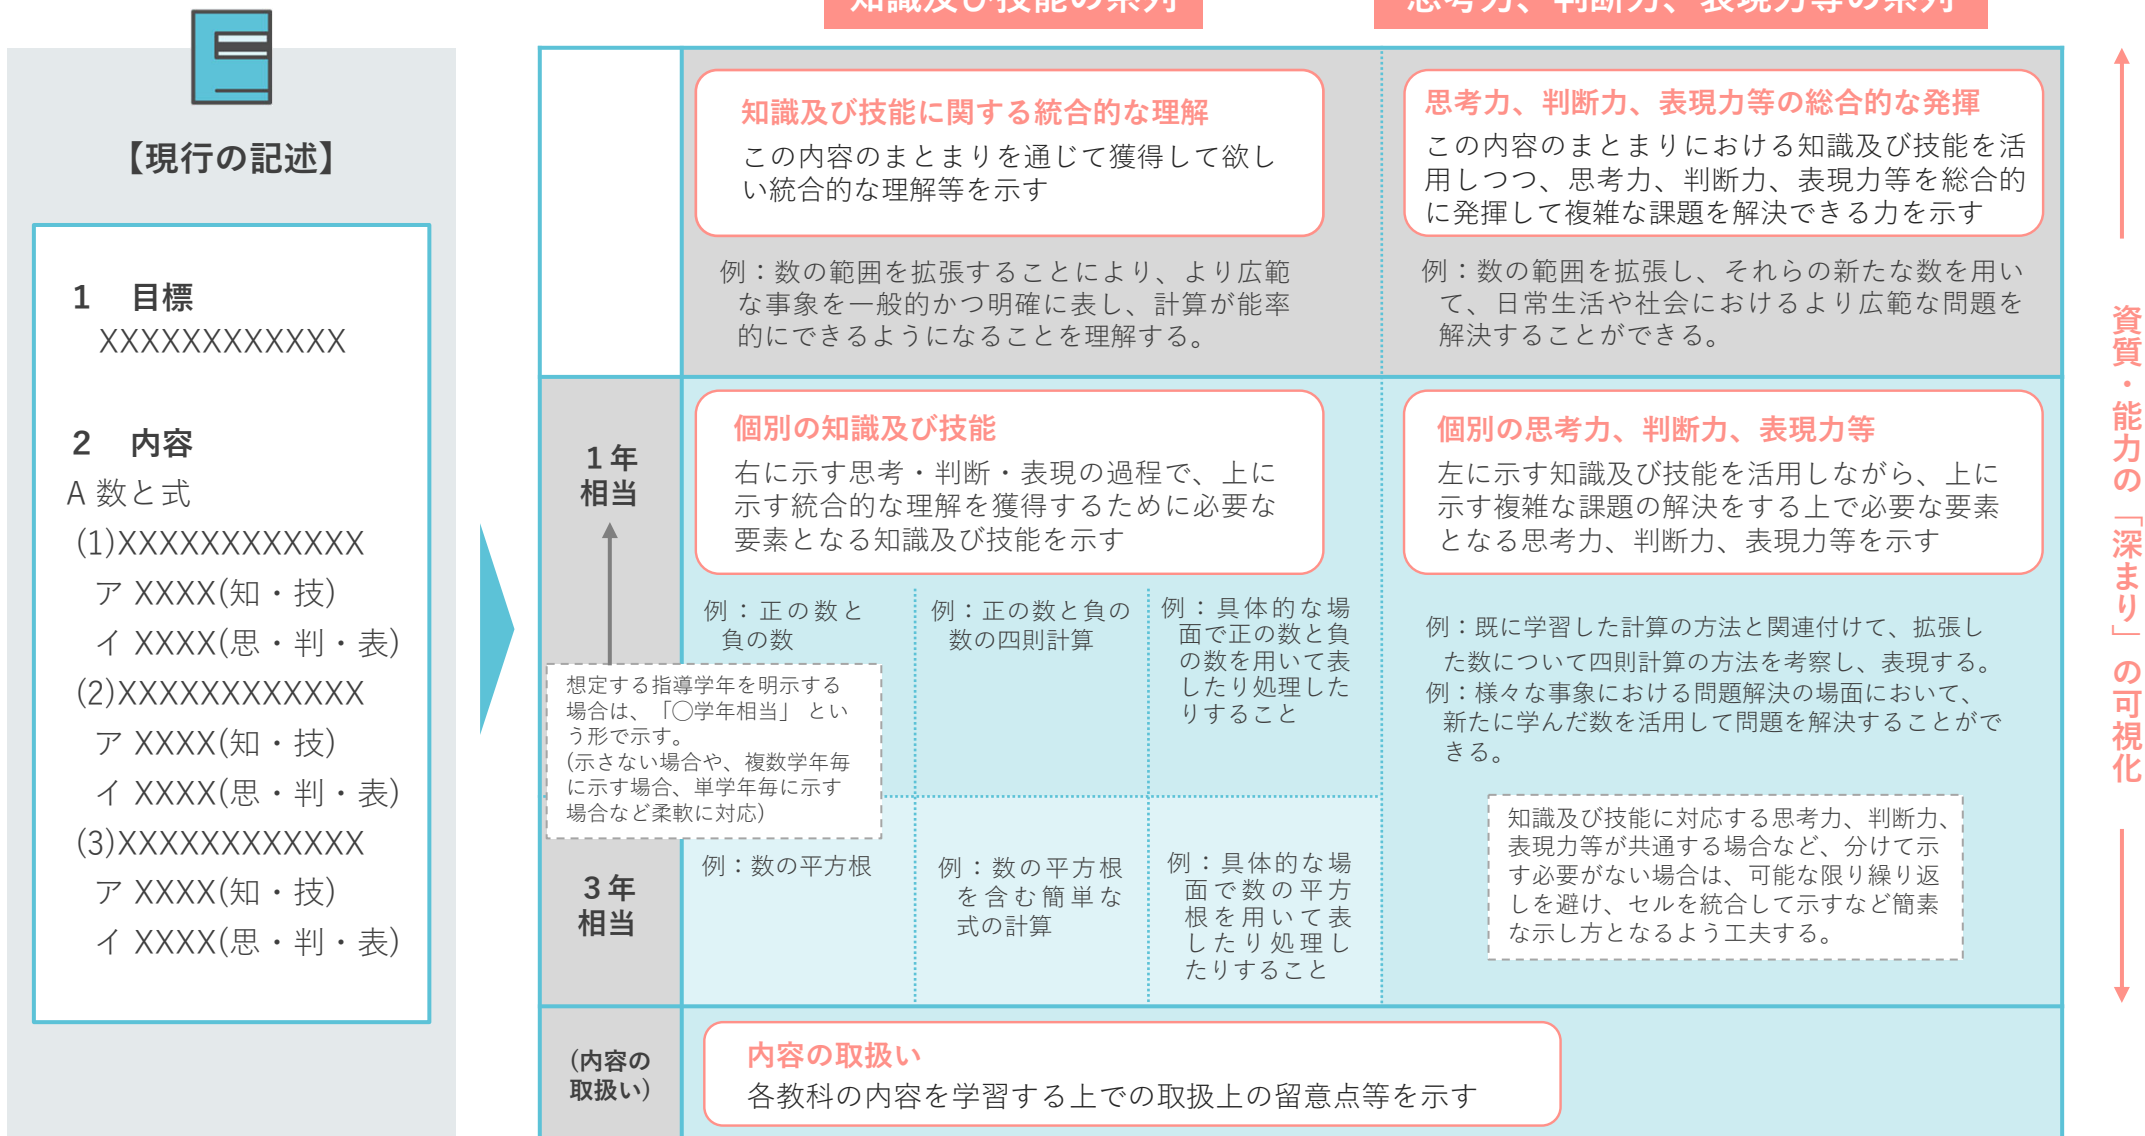 知識及び技能の系列
思考力、判断力、表現力等の系列
【現行の記述】
1 目標
XXXXXXXXXXXX
2 内容
A 数と式
(1)XXXXXXXXXXXX
ア XXXX(知・技)
イ XXXX(思・判・表)
(2)XXXXXXXXXXXX
ア XXXX(知・技)
イ XXXX(思・判・表)
(3)XXXXXXXXXXXX
ア XXXX(知・技)
イ XXXX(思・判・表)
知識及び技能に関する統合的な理解
この内容のまとまりを通じて獲得して欲し
い統合的な理解等を示す
例：数の範囲を拡張することにより、より広範
な事象を一般的かつ明確に表し、計算が能率
的にできるようになることを理解する。
思考力、判断力、表現力等の総合的な発揮
この内容のまとまりにおける知識及び技能を活
用しつつ、思考力、判断力、表現力等を総合的
に発揮して複雑な課題を解決できる力を示す
例：数の範囲を拡張し、それらの新たな数を用い
て、日常生活や社会におけるより広範な問題を
解決することができる。
1年
相当
個別の知識及び技能
右に示す思考・判断・表現の過程で、上に
示す統合的な理解を獲得するために必要な
要素となる知識及び技能を示す
例：正の数と
負の数
例：正の数と負の
数の四則計算
例：具体的な場
面で正の数と負
の数を用いて表
したり処理した
りすること
個別の思考力、判断力、表現力等
左に示す知識及び技能を活用しながら、上に
示す複雑な課題の解決をする上で必要な要素
となる思考力、判断力、表現力等を示す
例：既に学習した計算の方法と関連付けて、拡張し
た数について四則計算の方法を考察し、表現する。
例：様々な事象における問題解決の場面において、
新たに学んだ数を活用して問題を解決することがで
きる。
想定する指導学年を明示する
場合は、「○学年相当」とい
う形で示す。
(示さない場合や、複数学年毎
に示す場合、単学年毎に示す
場合など柔軟に対応)
知識及び技能に対応する思考力、判断力、
表現力等が共通する場合など、分けて示
す必要がない場合は、可能な限り繰り返
しを避け、セルを統合して示すなど簡素
な示し方となるよう工夫する。
3年
相当
例：数の平方根
例：数の平方根
を含む簡単な
式の計算
例：具体的な場
面で数の平方
根を用いて表
したり処理し
たりすること
(内容の
取扱い)
内容の取扱い
各教科の内容を学習する上での取扱上の留意点等を示す
資質・能力の「深まり」の可視化